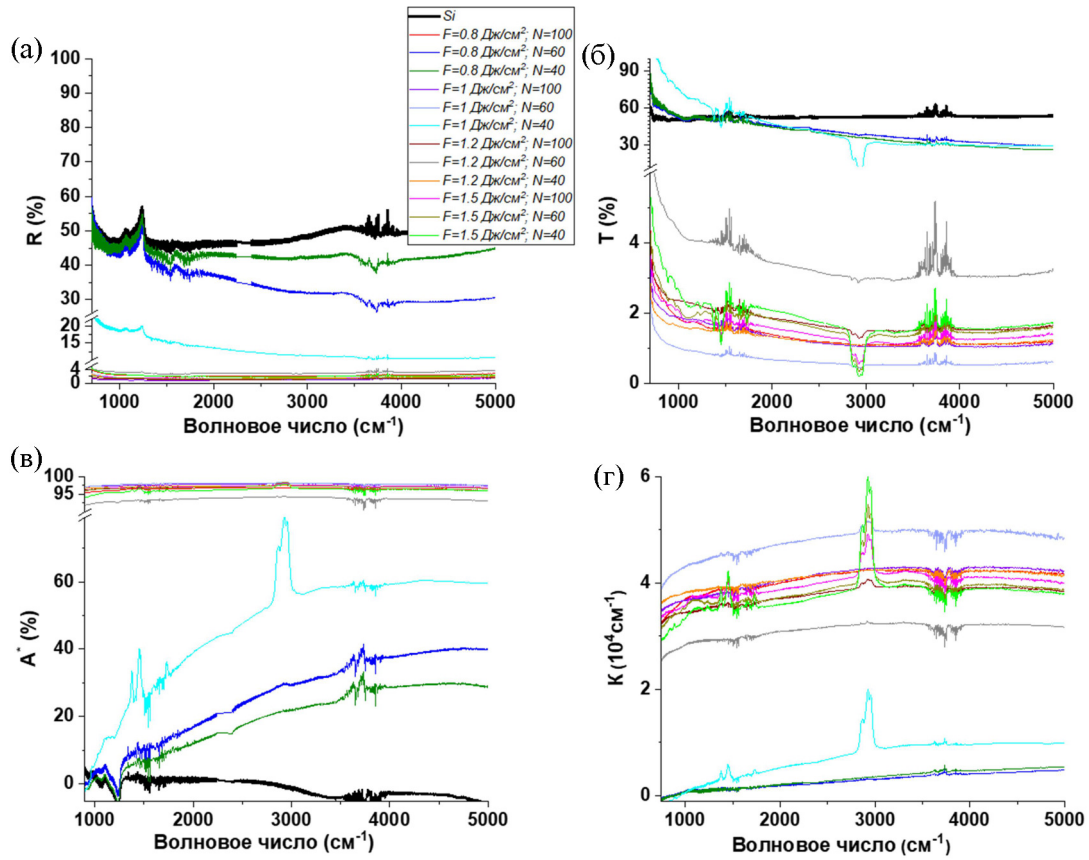 (а)
R (%)
100
90
80
70
60
50
40
30
20
15
4
0
1000 2000 3000 4000 5000
Волновое число (см⁻¹)
Si
F=0.8 Дж/см²; N=100
F=0.8 Дж/см²; N=60
F=0.8 Дж/см²; N=40
F=1 Дж/см²; N=100
F=1 Дж/см²; N=60
F=1 Дж/см²; N=40
F=1.2 Дж/см²; N=100
F=1.2 Дж/см²; N=60
F=1.2 Дж/см²; N=40
F=1.5 Дж/см²; N=100
F=1.5 Дж/см²; N=60
F=1.5 Дж/см²; N=40
(б)
T (%)
90
70
50
30
4
2
0
1000 2000 3000 4000 5000
Волновое число (см⁻¹)
(в)
A* (%)
100
95
60
40
20
0
1000 2000 3000 4000 5000
Волновое число (см⁻¹)
(г)
К (10⁴см⁻¹)
6
4
2
0
1000 2000 3000 4000 5000
Волновое число (см⁻¹)